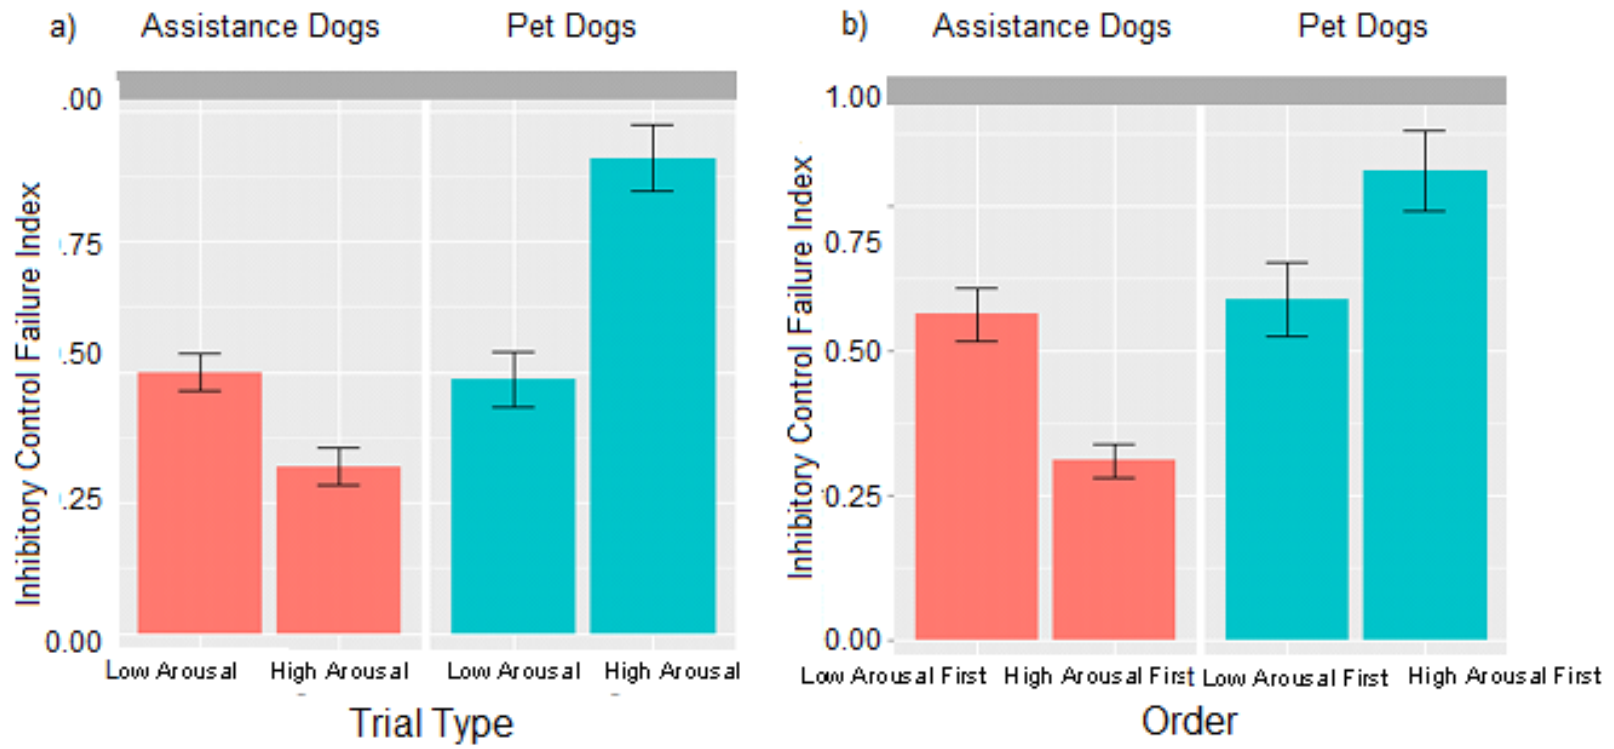 a) Assistance Dogs Pet Dogs
.00
.75
.50
.25
0.00
Inhibitory Control Failure Index
Low Arousal High Arousal Low Arousal High Arousal
Trial Type
b) Assistance Dogs Pet Dogs
1.00
0.75
0.50
0.25
0.00
Inhibitory Control Failure Index
Low Arousal First High Arousal First Low Arousal First High Arousal First
Order